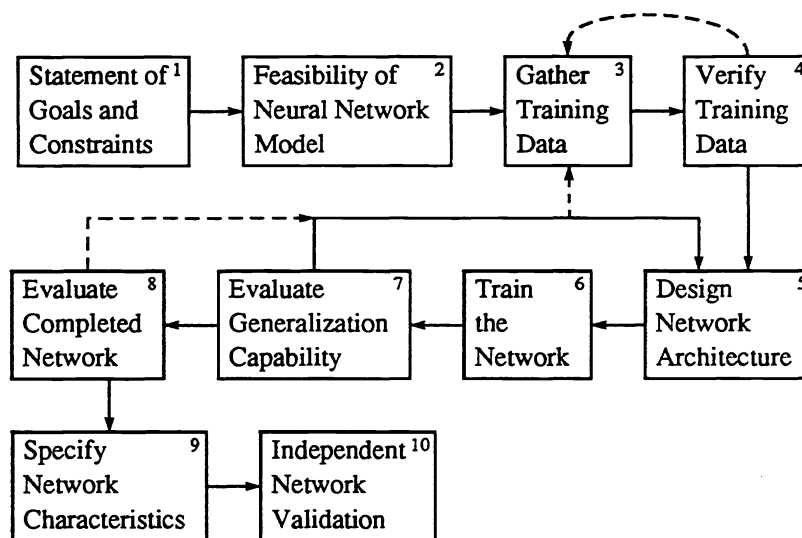 Statement of 1
Goals and
Constraints
Feasibility of 2
Neural Network
Model
Gather 3
Training
Data
Verify 4
Training
Data
Design 5
Network
Architecture
Train 6
the
Network
Evaluate 7
Generalization
Capability
Evaluate 8
Completed
Network
Specify 9
Network
Characteristics
Independent 10
Network
Validation